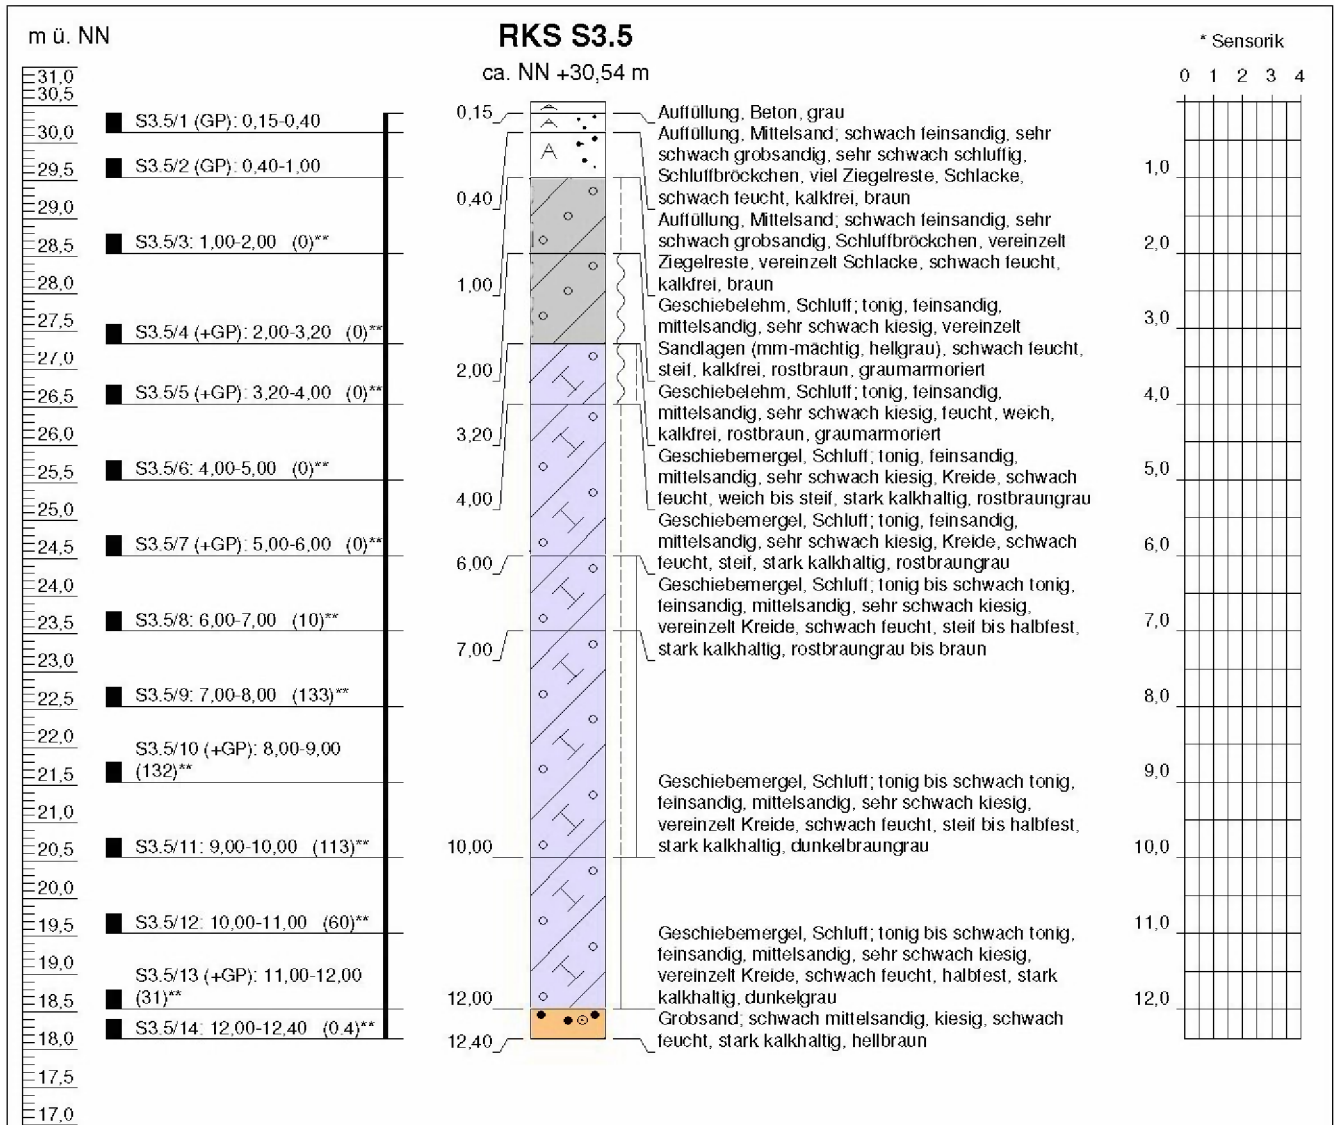 m ü. NN
RKS S3.5
* Sensorik
ca. NN +30,54 m
0 1 2 3 4
31,0
30,5
30,0
29,5
29,0
28,5
28,0
27,5
27,0
26,5
26,0
25,5
25,0
24,5
24,0
23,5
23,0
22,5
22,0
21,5
21,0
20,5
20,0
19,5
19,0
18,5
18,0
17,5
17,0
S3.5/1 (GP): 0,15-0,40
S3.5/2 (GP): 0,40-1,00
S3.5/3: 1,00-2,00 (0)**
S3.5/4 (+GP): 2,00-3,20 (0)**
S3.5/5 (+GP): 3,20-4,00 (0)**
S3.5/6: 4,00-5,00 (0)**
S3.5/7 (+GP): 5,00-6,00 (0)**
S3.5/8: 6,00-7,00 (10)**
S3.5/9: 7,00-8,00 (133)**
S3.5/10 (+GP): 8,00-9,00
(132)**
S3.5/11: 9,00-10,00 (113)**
S3.5/12: 10,00-11,00 (60)**
S3.5/13 (+GP): 11,00-12,00
(31)**
S3.5/14: 12,00-12,40 (0.4)**
0,15
0,40
1,00
2,00
3,20
4,00
6,00
7,00
10,00
12,00
12,40
A
Auffüllung, Beton, grau
Auffüllung, Mittelsand; schwach feinsandig, sehr
schwach grobsandig, sehr schwach schluffig,
Schluffbröckchen, viel Ziegelreste, Schlacke,
schwach feucht, kalkfrei, braun
Auffüllung, Mittelsand; schwach feinsandig, sehr
schwach grobsandig, Schluffbröckchen, vereinzelt
Ziegelreste, vereinzelt Schlacke, schwach feucht,
kalkfrei, braun
Geschiebelehm, Schluff; tonig, feinsandig,
mittelsandig, sehr schwach kiesig, vereinzelt
Sandlagen (mm-mächtig, hellgrau), schwach feucht,
steif, kalkfrei, rostbraun, graumarmoriert
Geschiebelehm, Schluff; tonig, feinsandig,
mittelsandig, sehr schwach kiesig, feucht, weich,
kalkfrei, rostbraun, graumarmoriert
Geschiebemergel, Schluff; tonig, feinsandig,
mittelsandig, sehr schwach kiesig, Kreide, schwach
feucht, weich bis steif, stark kalkhaltig, rostbraungrau
Geschiebemergel, Schluff; tonig, feinsandig,
mittelsandig, sehr schwach kiesig, Kreide, schwach
feucht, steif, stark kalkhaltig, rostbraungrau
Geschiebemergel, Schluff; tonig bis schwach tonig,
feinsandig, mittelsandig, sehr schwach kiesig,
vereinzelt Kreide, schwach feucht, steif bis halbfest,
stark kalkhaltig, rostbraungrau bis braun
Geschiebemergel, Schluff; tonig bis schwach tonig,
feinsandig, mittelsandig, sehr schwach kiesig,
vereinzelt Kreide, schwach feucht, steif bis halbfest,
stark kalkhaltig, dunkelbraungrau
Geschiebemergel, Schluff; tonig bis schwach tonig,
feinsandig, mittelsandig, sehr schwach kiesig,
vereinzelt Kreide, schwach feucht, halbfest, stark
kalkhaltig, dunkelgrau
Grobsand; schwach mittelsandig, kiesig, schwach
feucht, stark kalkhaltig, hellbraun
1,0
2,0
3,0
4,0
5,0
6,0
7,0
8,0
9,0
10,0
11,0
12,0